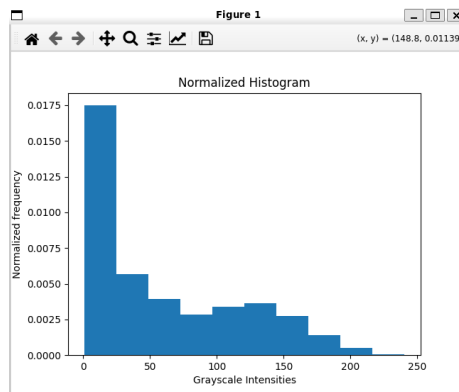 Figure 1
(x, y) = (148.8, 0.01139
Normalized Histogram
0.0175
0.0150
0.0125
0.0100
0.0075
0.0050
0.0025
0.0000
Normalized frequency
0 50 100 150 200 250
Grayscale Intensities